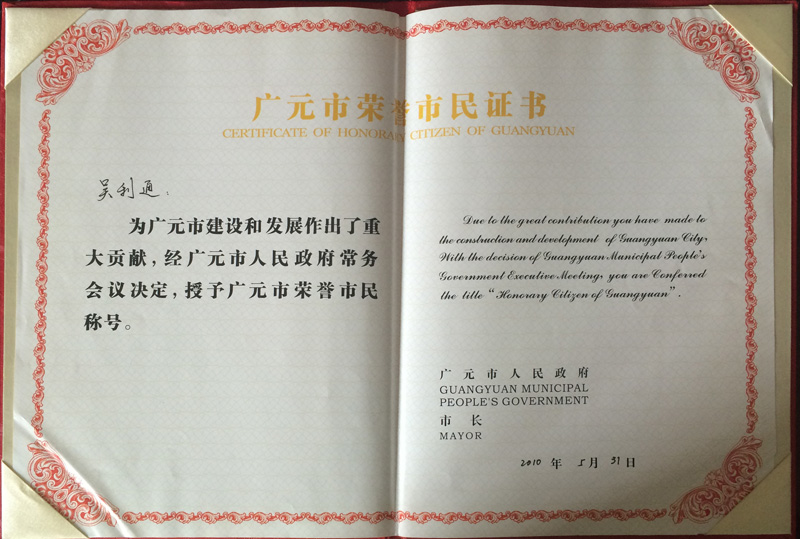 广元市荣誉市民证书
CERTIFICATE OF HONORARY CITIZEN OF GUANGYUAN
吴利通:
为广元市建设和发展作出了重
大贡献,经广元市人民政府常务
会议决定,授予广元市荣誉市民
称号。
Due to the great contribution you have made to
the construction and development of Guangyuan City,
With the decision of Guangyuan Municipal People's
Government Executive Meeting, you are Conferred
the title "Honorary Citizen of Guangyuan".
广元市人民政府
GUANGYUAN MUNICIPAL
PEOPLE'S GOVERNMENT
市长
MAYOR
2010 年 5 月 31 日